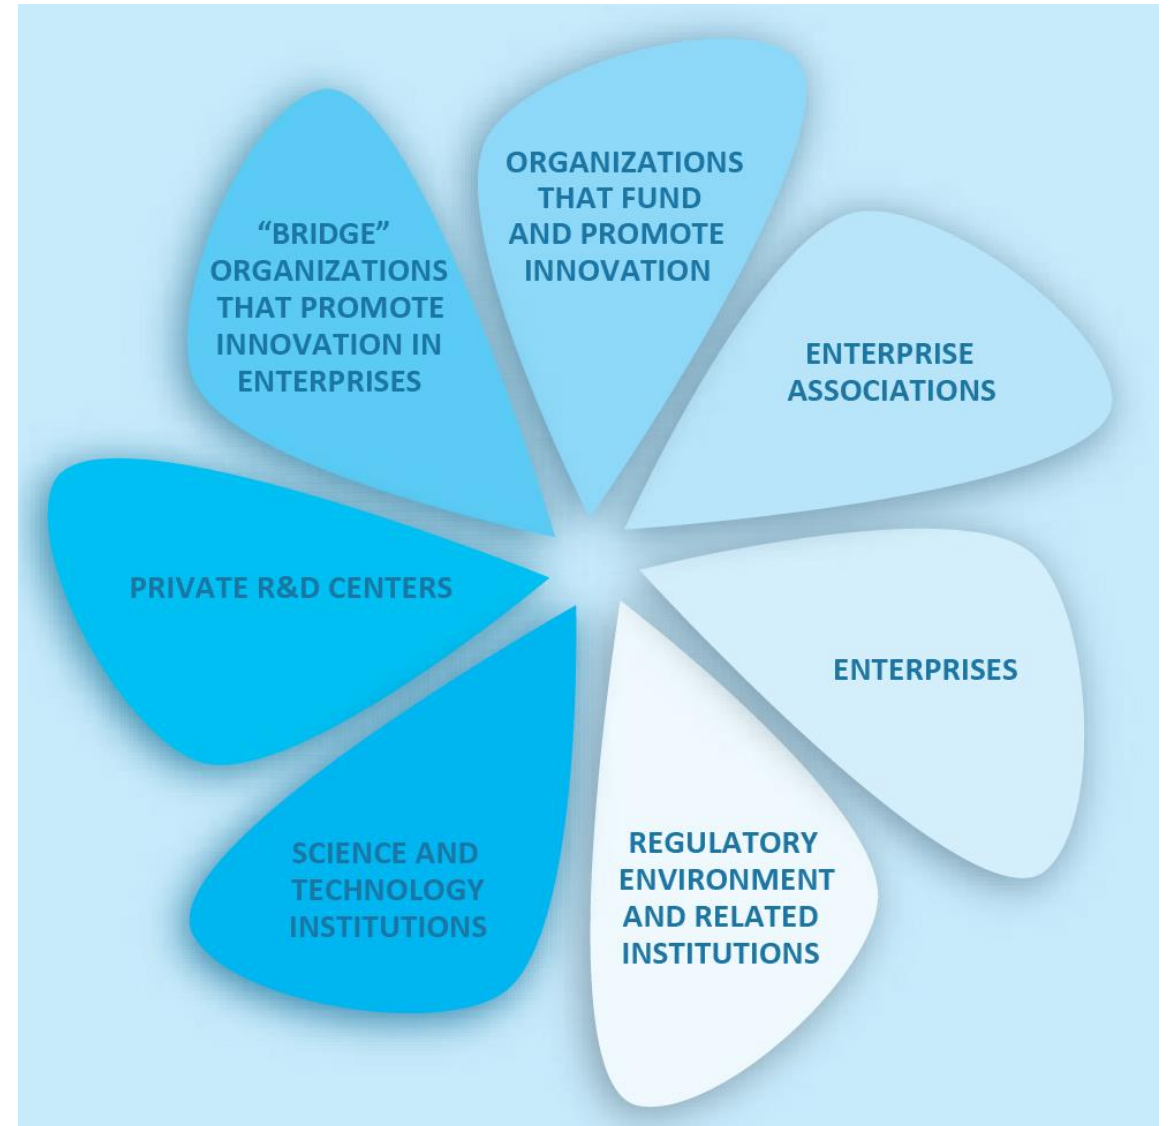 ORGANIZATIONS
THAT FUND
AND PROMOTE
INNOVATION
“BRIDGE”
ORGANIZATIONS
THAT PROMOTE
INNOVATION IN
ENTERPRISES
ENTERPRISE
ASSOCIATIONS
PRIVATE R&D CENTERS
ENTERPRISES
SCIENCE AND
TECHNOLOGY
INSTITUTIONS
REGULATORY
ENVIRONMENT
AND RELATED
INSTITUTIONS